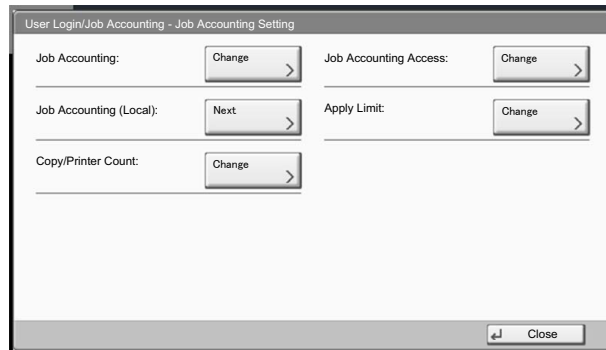 User Login/Job Accounting - Job Accounting Setting
Job Accounting: Change Job Accounting Access: Change
Job Accounting (Local): Next Apply Limit: Change
Copy/Printer Count: Change
Close